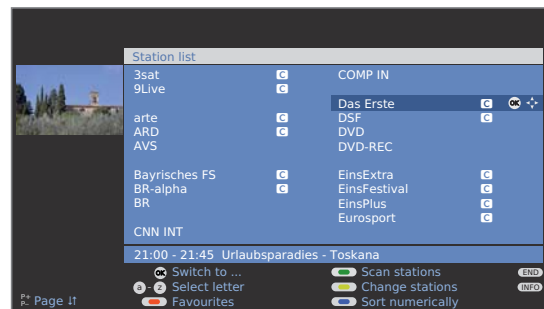 Station list
3sat C COMP IN
9Live C
Das Erste C OK
arte C DSF C
ARD C DVD
AVS DVD-REC
Bayrisches FS C EinsExtra C
BR-alpha C EinsFestival C
BR EinsPlus C
Eurosport C
CNN INT
21:00 - 21:45 Urlaubsparadies - Toskana
OK Switch to ... Scan stations END
a - z Select letter Change stations INFO
P+ P- Page Favourites Sort numerically